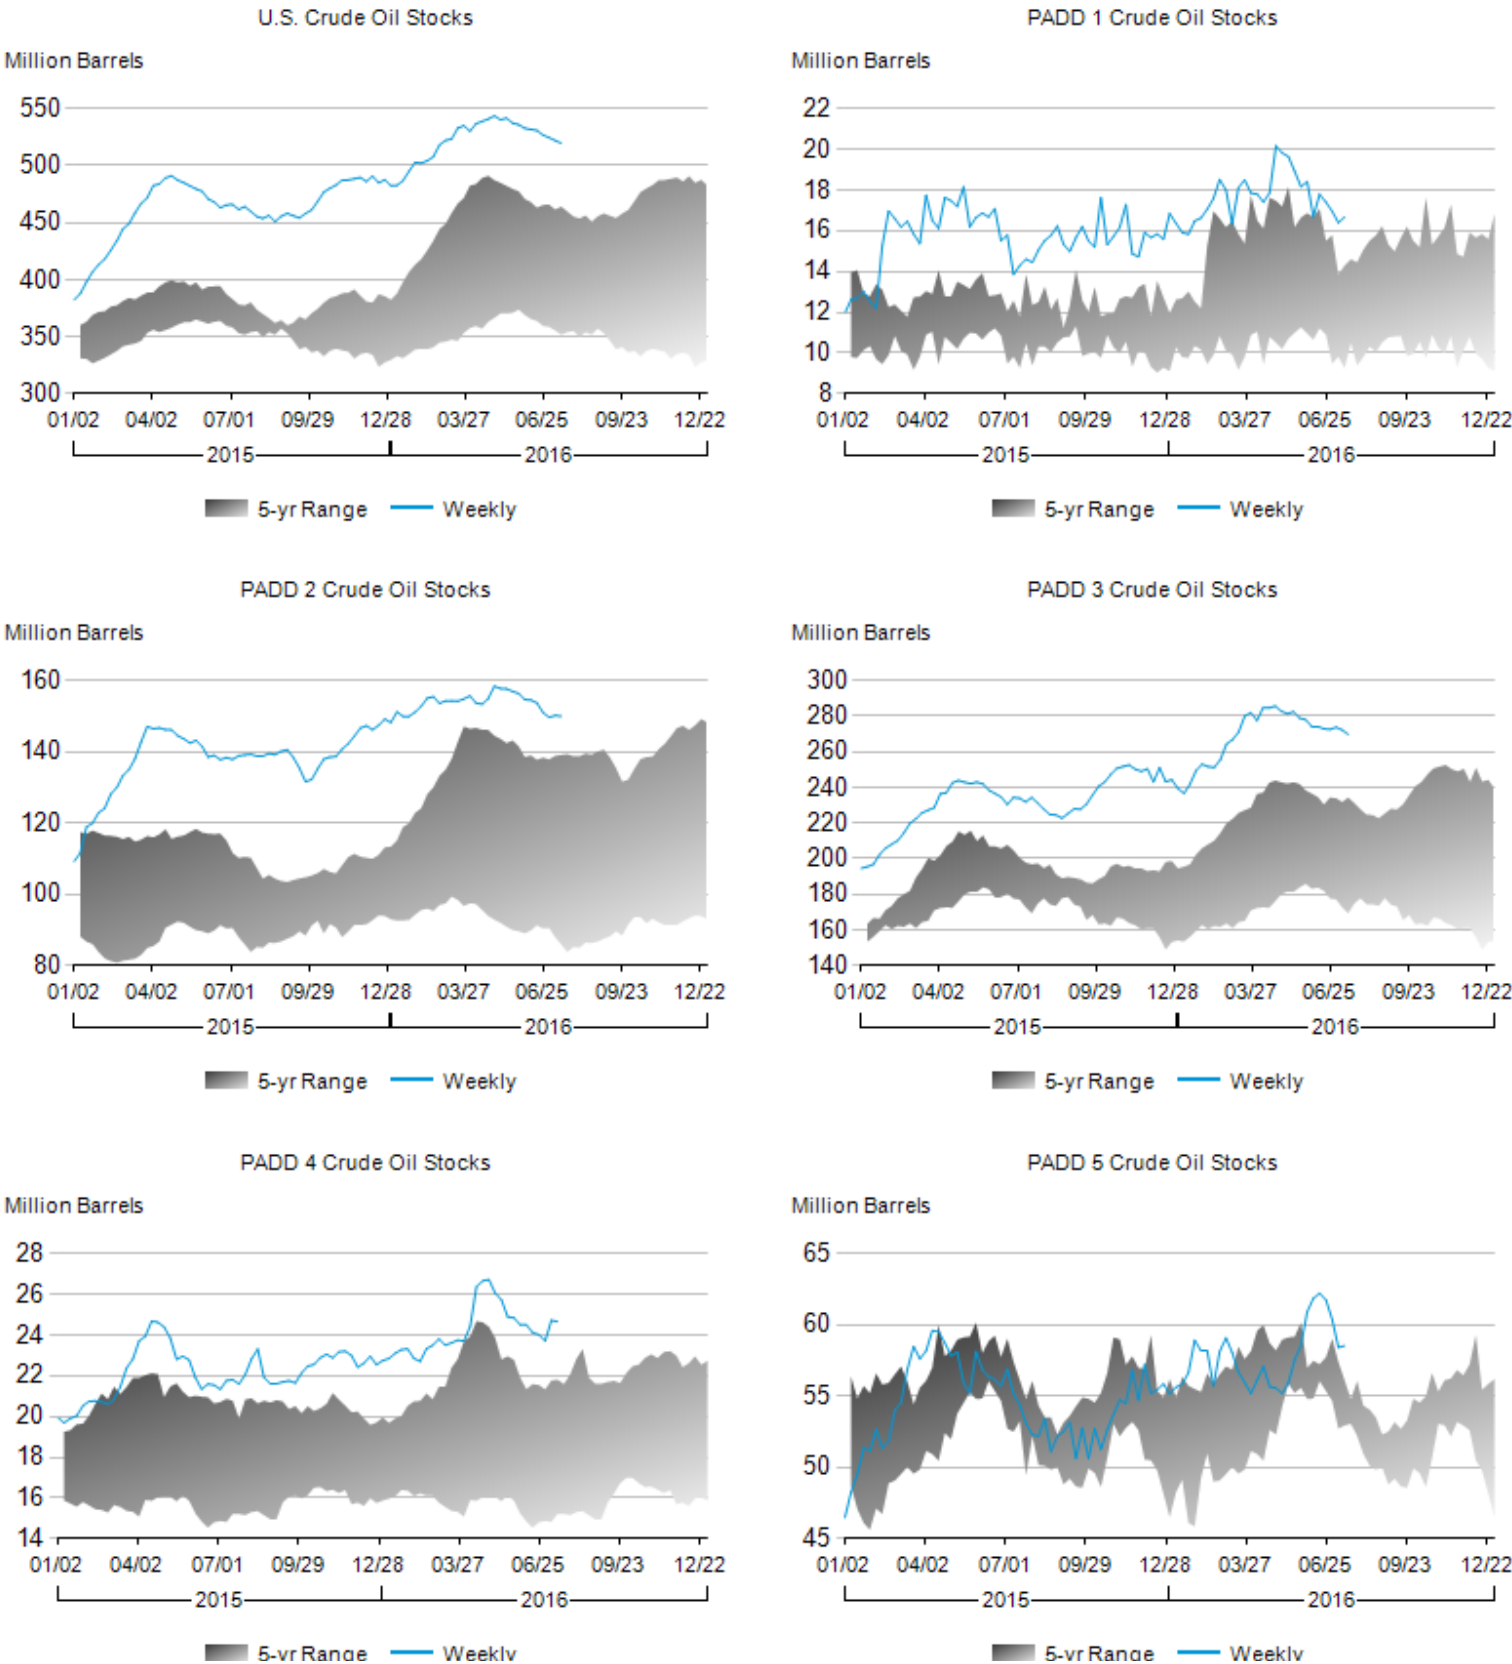 U.S. Crude Oil Stocks
Million Barrels
550
500
450
400
350
300
01/02 04/02 07/01 09/29 12/28 03/27 06/25 09/23 12/22
2015 2016
5-yr Range Weekly
PADD 1 Crude Oil Stocks
Million Barrels
22
20
18
16
14
12
10
8
01/02 04/02 07/01 09/29 12/28 03/27 06/25 09/23 12/22
2015 2016
5-yr Range Weekly
PADD 2 Crude Oil Stocks
Million Barrels
160
140
120
100
80
01/02 04/02 07/01 09/29 12/28 03/27 06/25 09/23 12/22
2015 2016
5-yr Range Weekly
PADD 3 Crude Oil Stocks
Million Barrels
300
280
260
240
220
200
180
160
140
01/02 04/02 07/01 09/29 12/28 03/27 06/25 09/23 12/22
2015 2016
5-yr Range Weekly
PADD 4 Crude Oil Stocks
Million Barrels
28
26
24
22
20
18
16
14
01/02 04/02 07/01 09/29 12/28 03/27 06/25 09/23 12/22
2015 2016
5-yr Range Weekly
PADD 5 Crude Oil Stocks
Million Barrels
65
60
55
50
45
01/02 04/02 07/01 09/29 12/28 03/27 06/25 09/23 12/22
2015 2016
5-yr Range Weekly